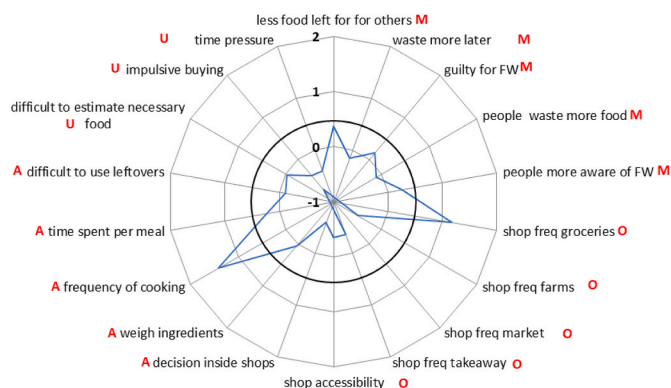 less food left for for others M
U time pressure
waste more later M
U impulsive buying
guilty for FW M
difficult to estimate necessary
U food
people waste more food M
A difficult to use leftovers
people more aware of FW M
A time spent per meal
shop freq groceries O
A frequency of cooking
shop freq farms O
A weigh ingredients
shop freq market O
A decision inside shops
shop freq takeaway O
shop accessibility O
2
1
0
-1